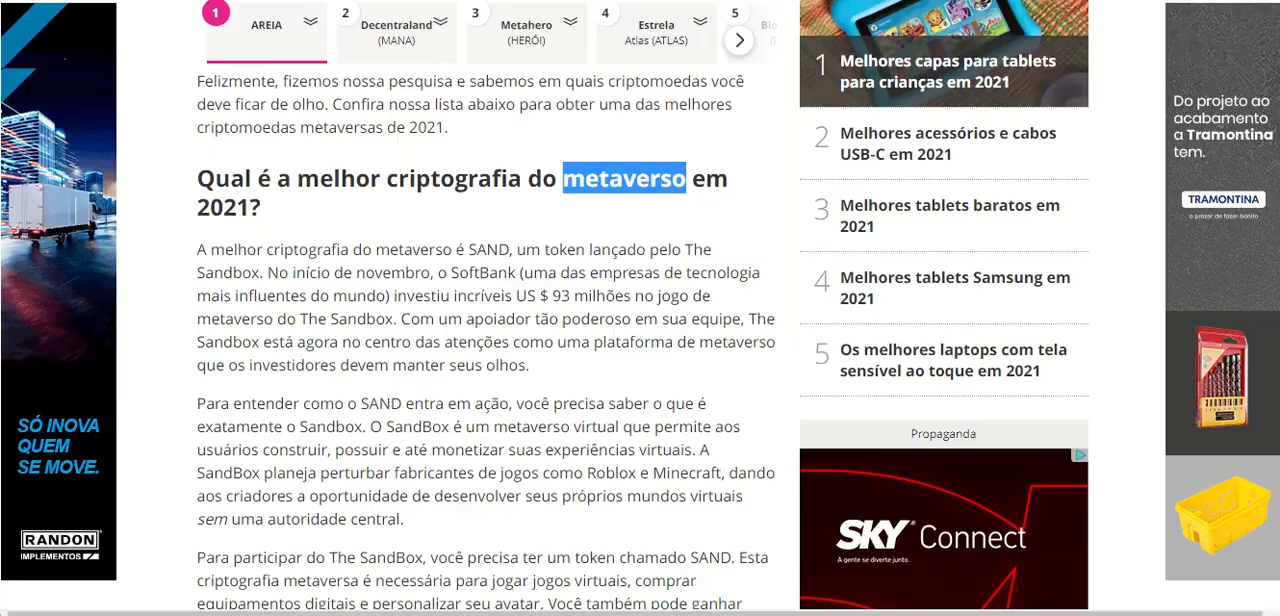 1
AREIA
2
Decentraland
(MANA)
3
Metahero
(HERÓI)
4
Estrela
Atlas (ATLAS)
5
Felizmente, fizemos nossa pesquisa e sabemos em quais criptomoedas você
deve ficar de olho. Confira nossa lista abaixo para obter uma das melhores
criptomoedas metaversas de 2021.
Qual é a melhor criptografia do metaverso em
2021?
A melhor criptografia do metaverso é SAND, um token lançado pelo The
Sandbox. No início de novembro, o SoftBank (uma das empresas de tecnologia
mais influentes do mundo) investiu incríveis US $ 93 milhões no jogo de
metaverso do The Sandbox. Com um apoiador tão poderoso em sua equipe, The
Sandbox está agora no centro das atenções como uma plataforma de metaverso
que os investidores devem manter seus olhos.
Para entender como o SAND entra em ação, você precisa saber o que é
exatamente o Sandbox. O SandBox é um metaverso virtual que permite aos
usuários construir, possuir e até monetizar suas experiências virtuais. A
SandBox planeja perturbar fabricantes de jogos como Roblox e Minecraft, dando
aos criadores a oportunidade de desenvolver seus próprios mundos virtuais
sem uma autoridade central.
Para participar do The SandBox, você precisa ter um token chamado SAND. Esta
criptografia metaversa é necessária para jogar jogos virtuais, comprar
equipamentos digitais e personalizar seu avatar. Você também pode ganhar
1 Melhores capas para tablets
para crianças em 2021
2 Melhores acessórios e cabos
USB-C em 2021
3 Melhores tablets baratos em
2021
4 Melhores tablets Samsung em
2021
5 Os melhores laptops com tela
sensível ao toque em 2021
Propaganda
SKY Connect
A gente se diverte junto.
SÓ INOVA
QUEM
SE MOVE.
RANDON
IMPLEMENTOS
Do projeto ao
acabamento
a Tramontina
tem.
TRAMONTINA
o prazer de fazer bonito